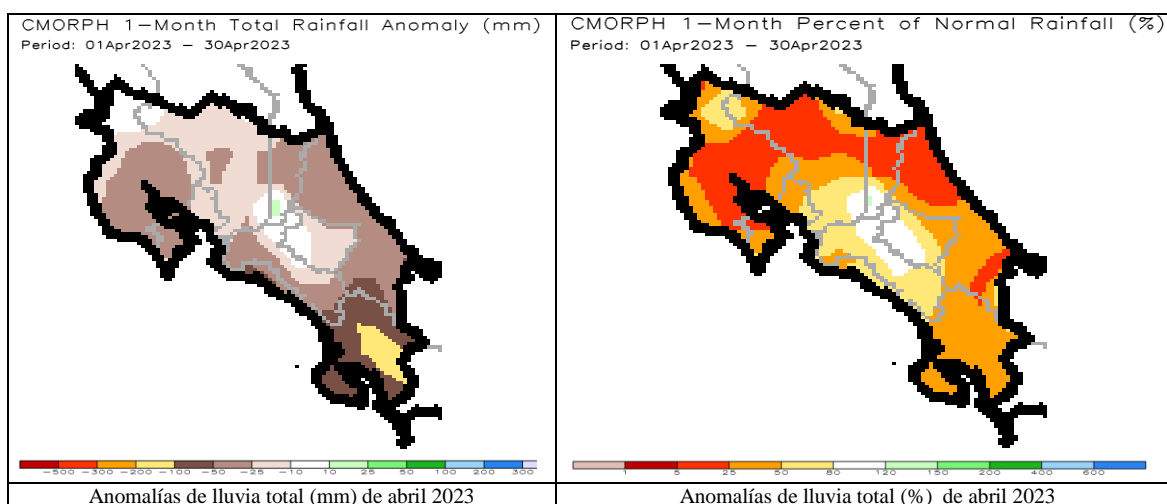 CMORPH 1-Month Total Rainfall Anomaly (mm)
Period: 01Apr2023 - 30Apr2023
-500 -300 -200 -100 -50 -25 -10 10 25 50 100 200 300
Anomalías de lluvia total (mm) de abril 2023
CMORPH 1-Month Percent of Normal Rainfall (%)
Period: 01Apr2023 - 30Apr2023
1 5 25 50 80 120 150 200 400 600
Anomalías de lluvia total (%) de abril 2023